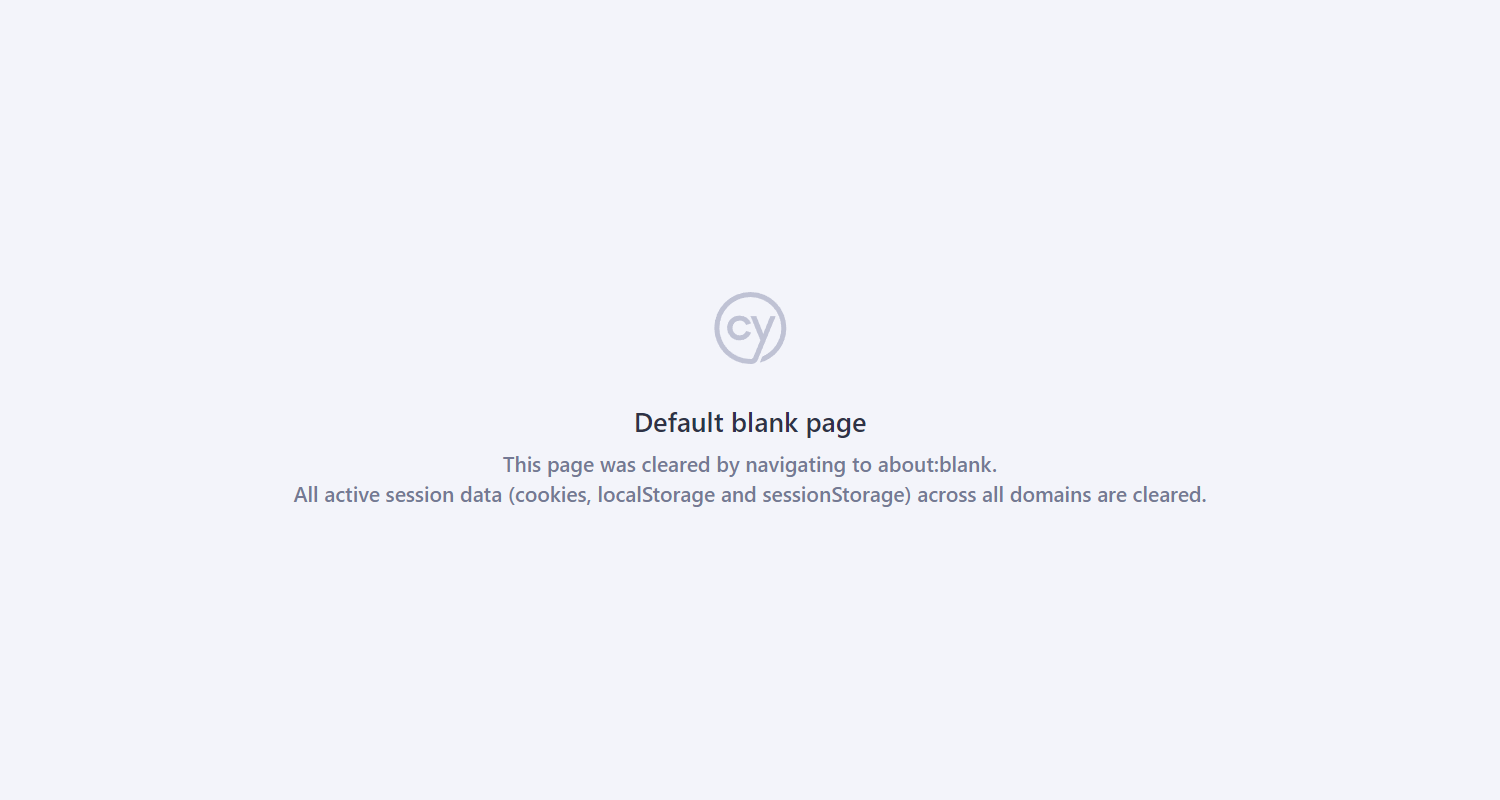 cy
Default blank page
This page was cleared by navigating to about:blank.
All active session data (cookies, localStorage and sessionStorage) across all domains are cleared.